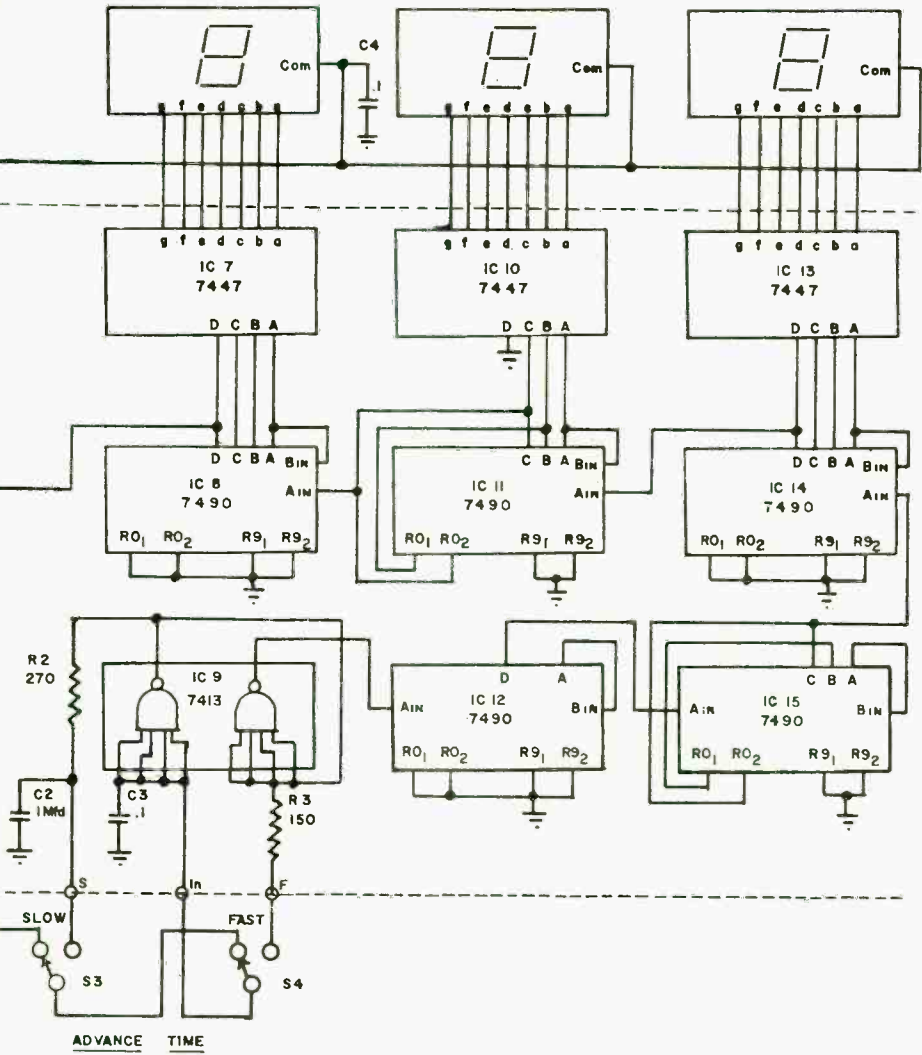 C4
.1
Com Com Com
g f e d c b a g f e d c b a g f e d c b a
g f e d c b a g f e d c b a g f e d c b a
IC 7 IC 10 IC 13
7447 7447 7447
D C B A D C B A D C B A
D C B A BIN C B A BIN D C B A BIN
IC 8 IC 11 IC 14
7490 7490 7490
AIN AIN AIN
RO1 RO2 R91 R92 RO1 RO2 R91 R92 RO1 RO2 R91 R92
R2
270
IC 9
7413
D A C B A
IC 12 IC 15
7490 7490
AIN BIN AIN BIN
RO1 RO2 R91 R92 RO1 RO2 R91 R92
C2
1Mfd
C3
.1
R3
150
S In F
SLOW FAST
S3 S4
ADVANCE TIME